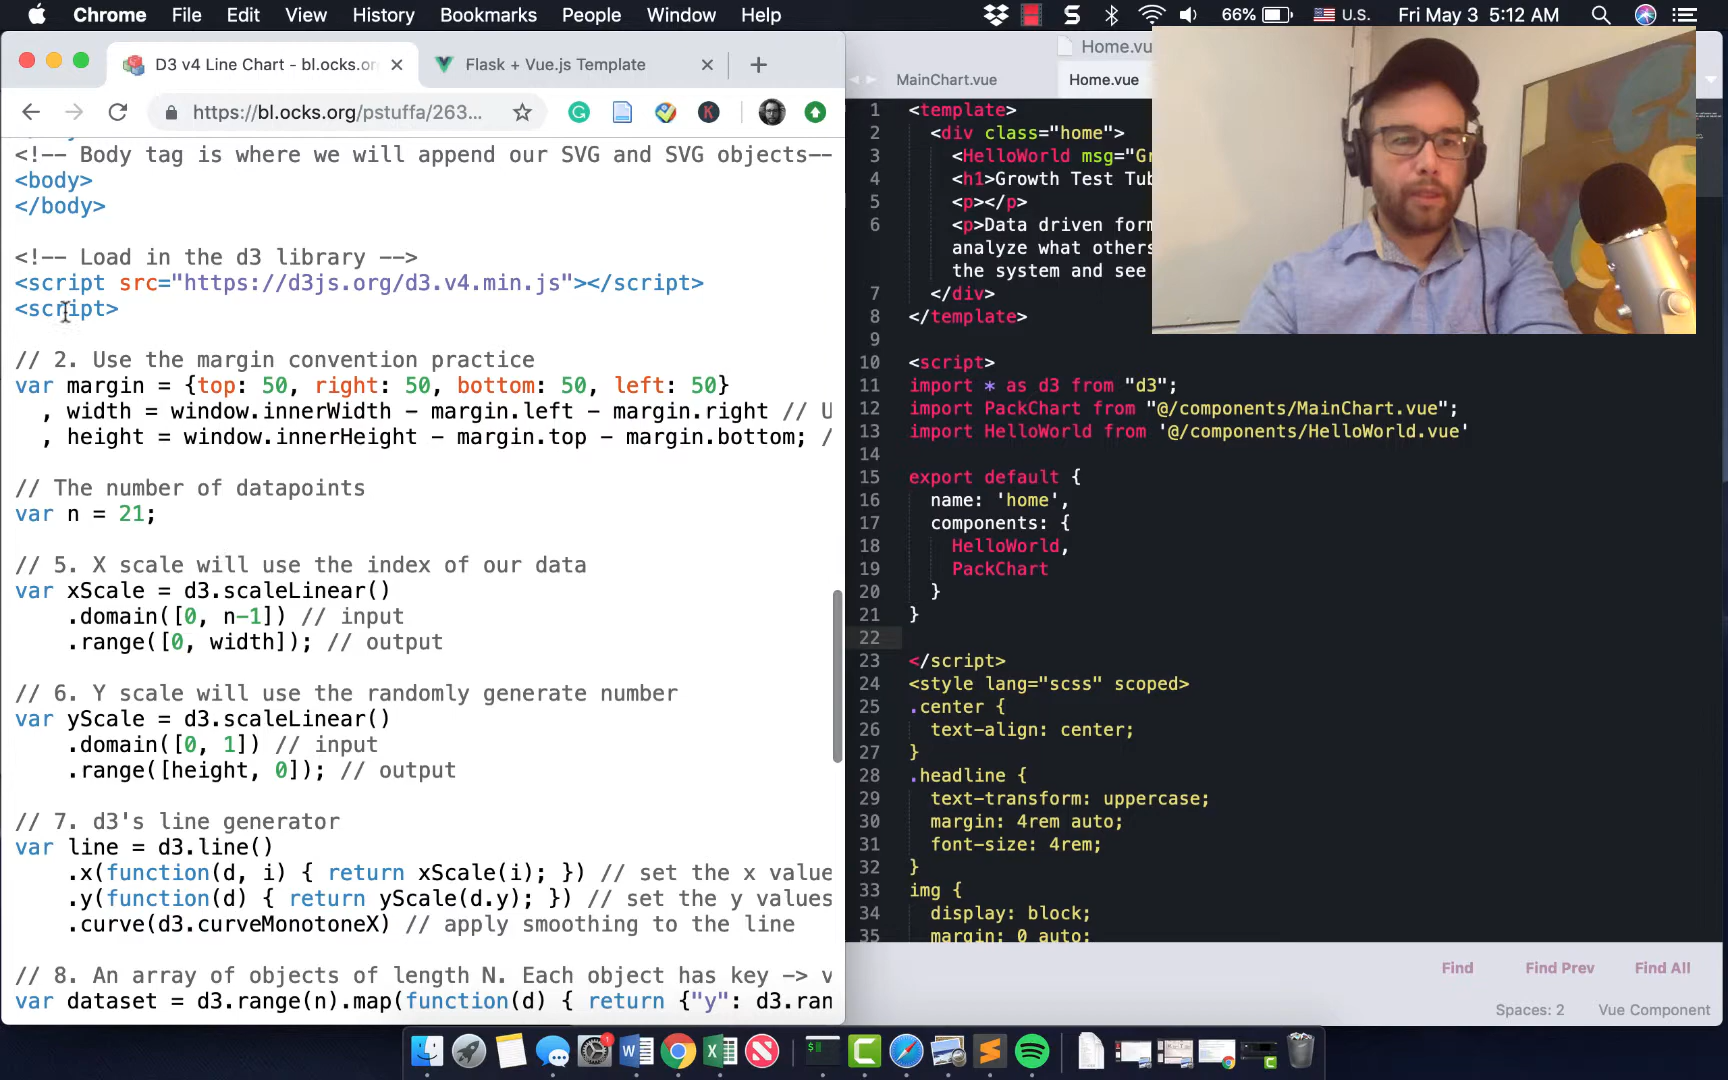 Chrome File Edit View History Bookmarks People Window Help 66% U.S. Fri May 3 5:12 AM
D3 v4 Line Chart - bl.ocks.or
Flask + Vue.js Template
https://bl.ocks.org/pstuffa/263...
<!-- Body tag is where we will append our SVG and SVG objects--
<body>
</body>
<!-- Load in the d3 library -->
<script src="https://d3js.org/d3.v4.min.js"></script>
<script>
// 2. Use the margin convention practice
var margin = {top: 50, right: 50, bottom: 50, left: 50}
, width = window.innerWidth - margin.left - margin.right // U
, height = window.innerHeight - margin.top - margin.bottom; /
// The number of datapoints
var n = 21;
// 5. X scale will use the index of our data
var xScale = d3.scaleLinear()
.domain([0, n-1]) // input
.range([0, width]); // output
// 6. Y scale will use the randomly generate number
var yScale = d3.scaleLinear()
.domain([0, 1]) // input
.range([height, 0]); // output
// 7. d3's line generator
var line = d3.line()
.x(function(d, i) { return xScale(i); }) // set the x value
.y(function(d) { return yScale(d.y); }) // set the y values
.curve(d3.curveMonotoneX) // apply smoothing to the line
// 8. An array of objects of length N. Each object has key -> v
var dataset = d3.range(n).map(function(d) { return {"y": d3.ran
Home.vu
MainChart.vue
Home.vue
1 <template>
2 <div class="home">
3 <HelloWorld msg="Gr
4 <h1>Growth Test Tub
5 <p></p>
6 <p>Data driven form
analyze what others
the system and see
7 </div>
8 </template>
9
10 <script>
11 import * as d3 from "d3";
12 import PackChart from "@/components/MainChart.vue";
13 import HelloWorld from '@/components/HelloWorld.vue'
14
15 export default {
16 name: 'home',
17 components: {
18 HelloWorld,
19 PackChart
20 }
21 }
22
23 </script>
24 <style lang="scss" scoped>
25 .center {
26 text-align: center;
27 }
28 .headline {
29 text-transform: uppercase;
30 margin: 4rem auto;
31 font-size: 4rem;
32 }
33 img {
34 display: block;
35 margin: 0 auto;
Find Find Prev Find All
Spaces: 2 Vue Component